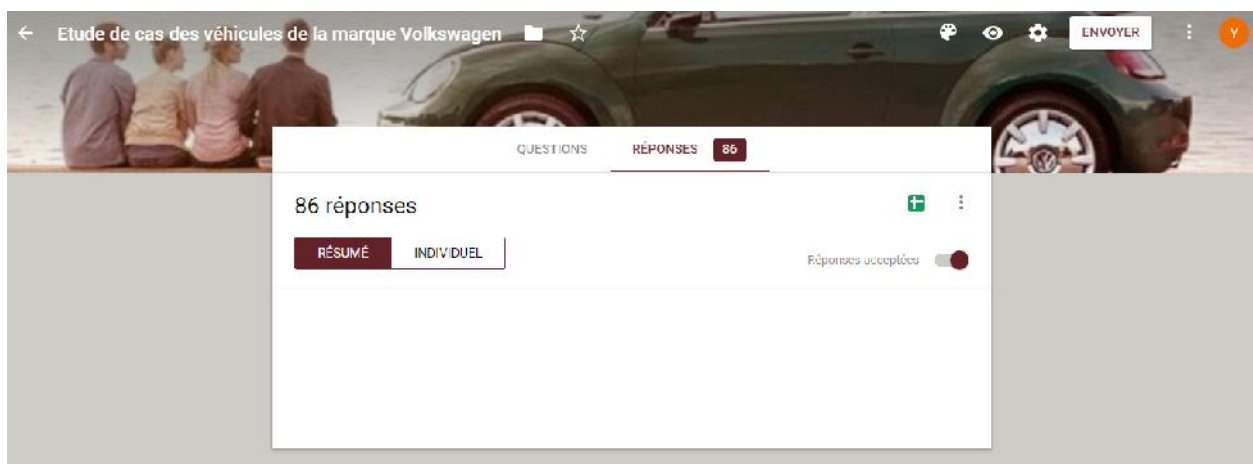 Etude de cas des véhicules de la marque Volkswagen
ENVOYER
Y
QUESTIONS
RÉPONSES 86
86 réponses
RÉSUMÉ
INDIVIDUEL
Réponses acceptées